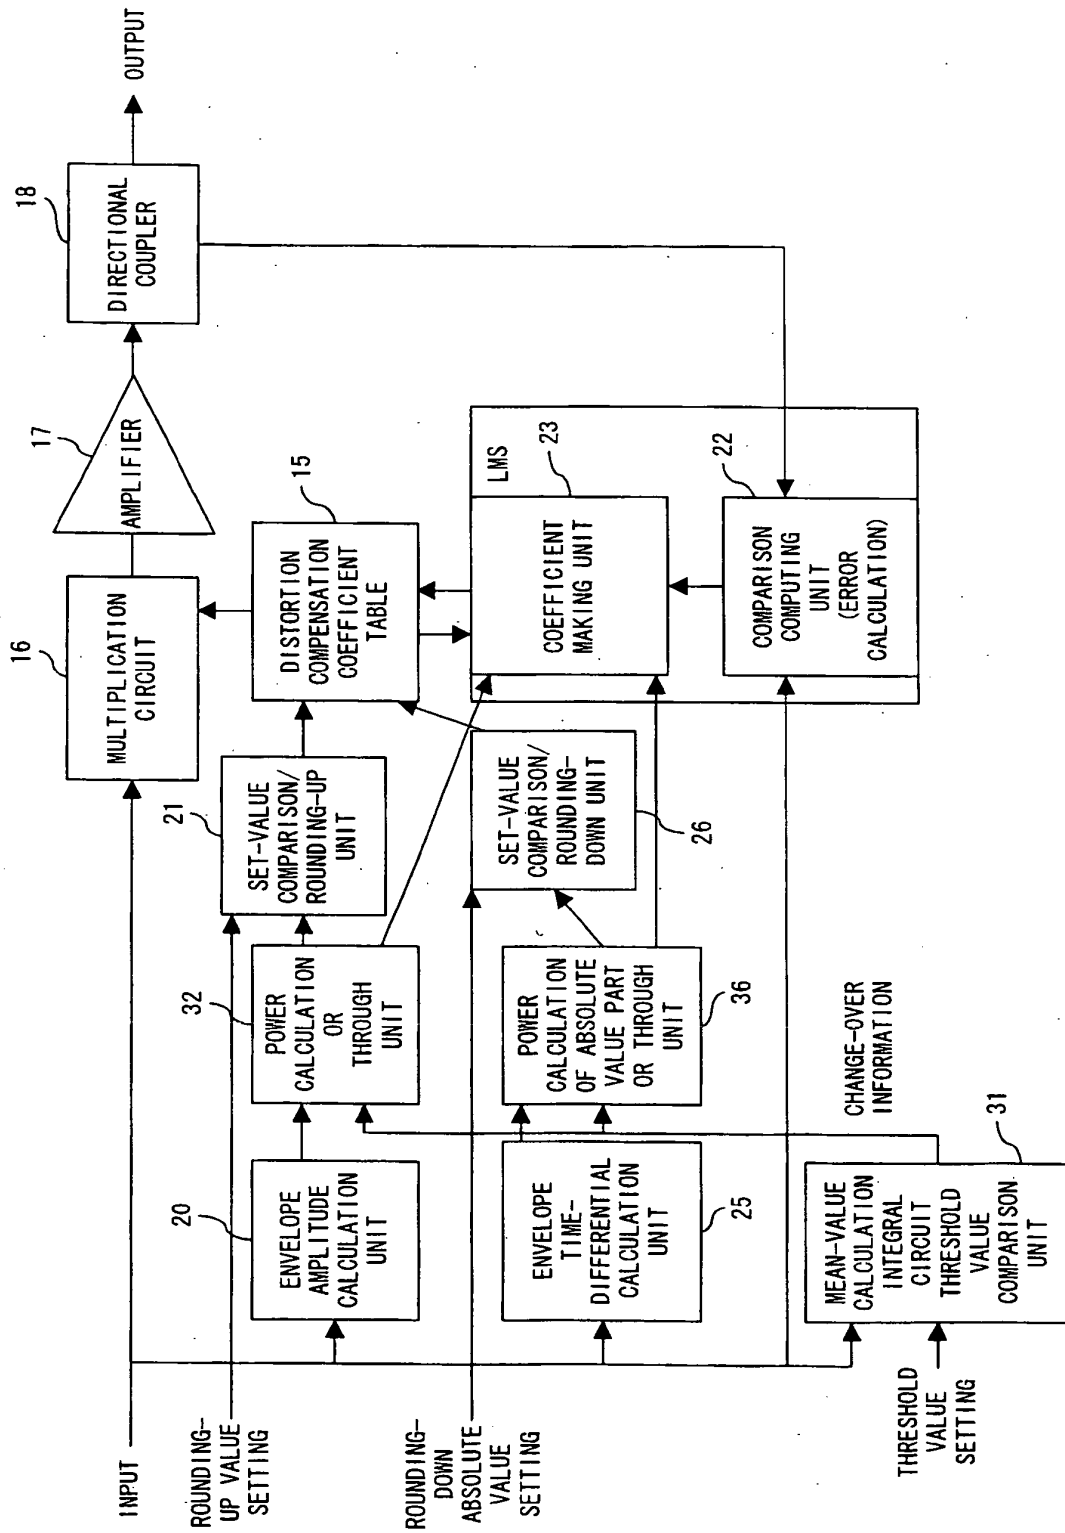 INPUT
ROUNDING-
UP VALUE
SETTING
ROUNDING-
DOWN
ABSOLUTE
VALUE
SETTING
THRESHOLD
VALUE
SETTING
16
MULTIPLICATION
CIRCUIT
17
AMPLIFIER
18
DIRECTIONAL
COUPLER
OUTPUT
20
ENVELOPE
AMPLITUDE
CALCULATION
UNIT
32
POWER
CALCULATION
OR
THROUGH
UNIT
21
SET-VALUE
COMPARISON/
ROUNDING-UP
UNIT
15
DISTORTION
COMPENSATION
COEFFICIENT
TABLE
ENVELOPE
TIME-
DIFFERENTIAL
CALCULATION
UNIT
25
POWER
CALCULATION
OF ABSOLUTE
VALUE PART
OR THROUGH
UNIT
36
SET-VALUE
COMPARISON/
ROUNDING-
DOWN UNIT
26
LMS
23
COEFFICIENT
MAKING UNIT
22
COMPARISON
COMPUTING
UNIT
(ERROR
CALCULATION)
MEAN-VALUE
CALCULATION
INTEGRAL
CIRCUIT
THRESHOLD
VALUE
COMPARISON
UNIT
31
CHANGE-OVER
INFORMATION